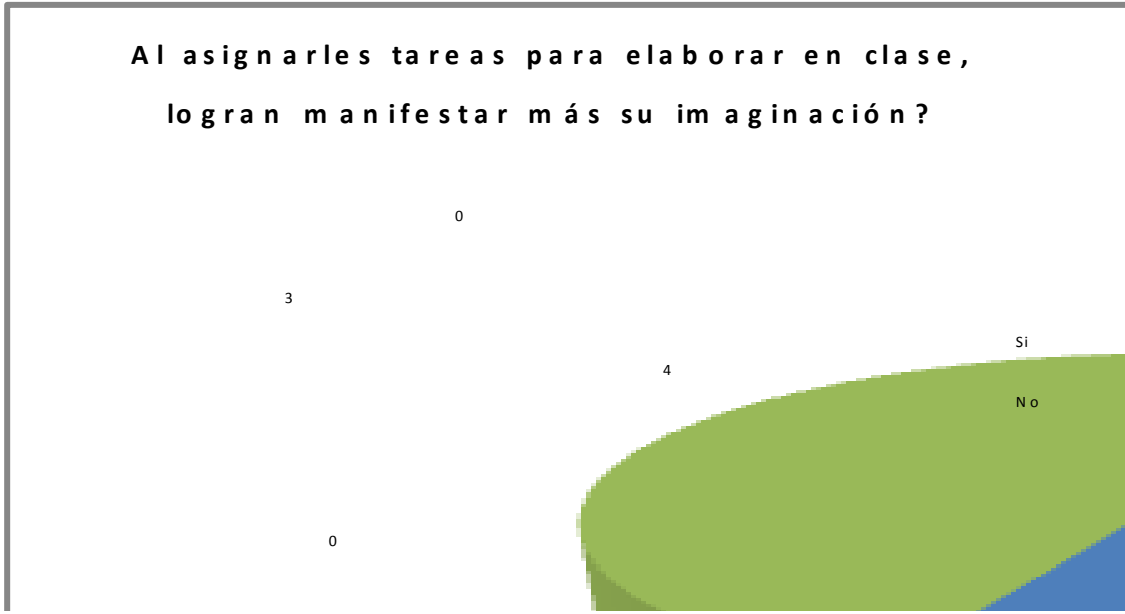 Al asignarles tareas para elaborar en clase,
logran manifestar más su imaginación?
0
3
Si
4
No
0